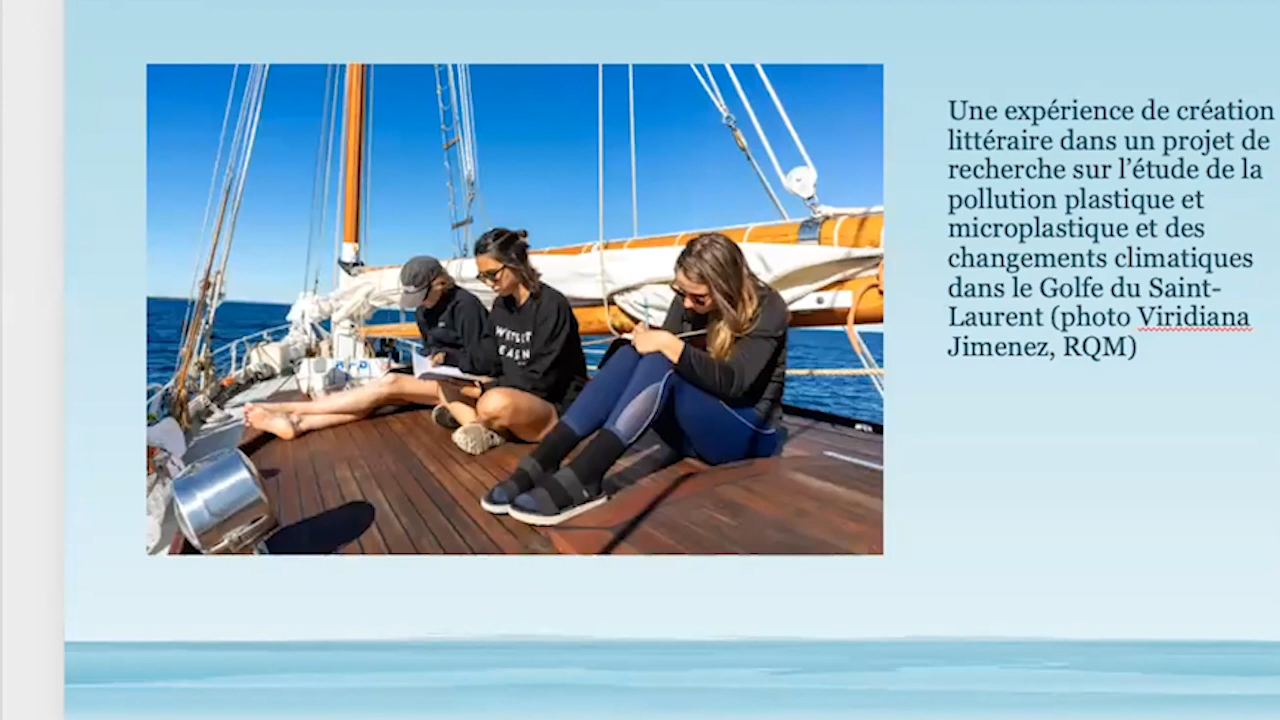 Une expérience de création
littéraire dans un projet de
recherche sur l’étude de la
pollution plastique et
microplastique et des
changements climatiques
dans le Golfe du Saint-
Laurent (photo Viridiana
Jimenez, RQM)